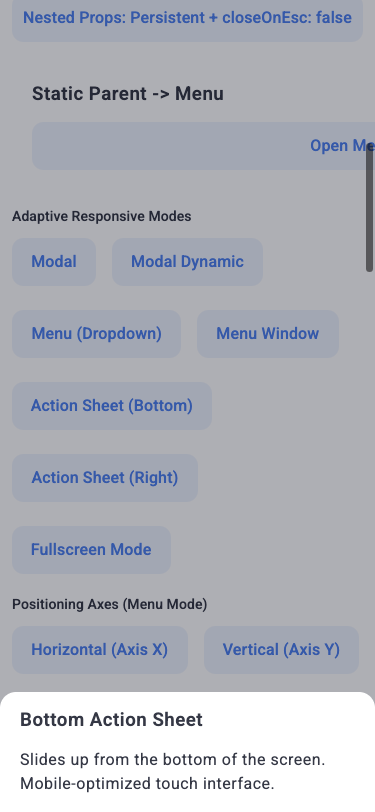 Nested Props: Persistent + closeOnEsc: false
Static Parent -> Menu
Open Me
Adaptive Responsive Modes
Modal
Modal Dynamic
Menu (Dropdown)
Menu Window
Action Sheet (Bottom)
Action Sheet (Right)
Fullscreen Mode
Positioning Axes (Menu Mode)
Horizontal (Axis X)
Vertical (Axis Y)
Bottom Action Sheet
Slides up from the bottom of the screen.
Mobile-optimized touch interface.